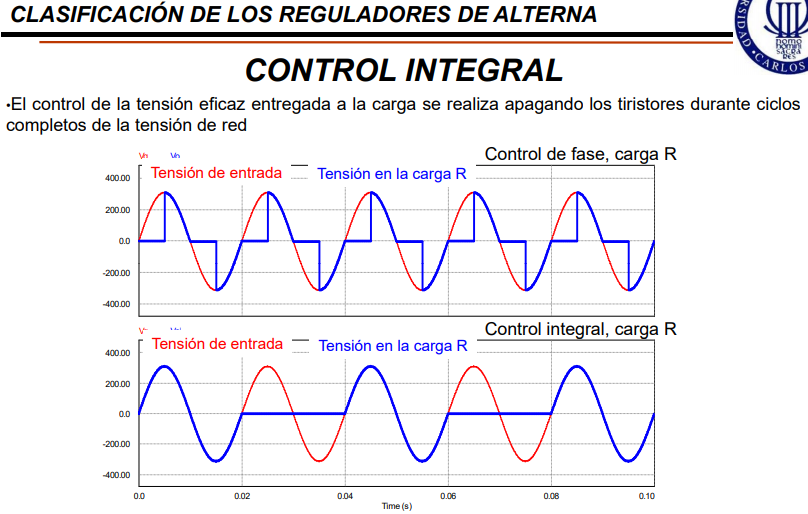 CLASIFICACIÓN DE LOS REGULADORES DE ALTERNA
CONTROL INTEGRAL
•El control de la tensión eficaz entregada a la carga se realiza apagando los tiristores durante ciclos
completos de la tensión de red
Control de fase, carga R
Tensión de entrada Tensión en la carga R
400.00
200.00
0.0
-200.00
-400.00
Control integral, carga R
Tensión de entrada Tensión en la carga R
400.00
200.00
0.0
-200.00
-400.00
0.0 0.02 0.04 0.06 0.08 0.10
Time (s)